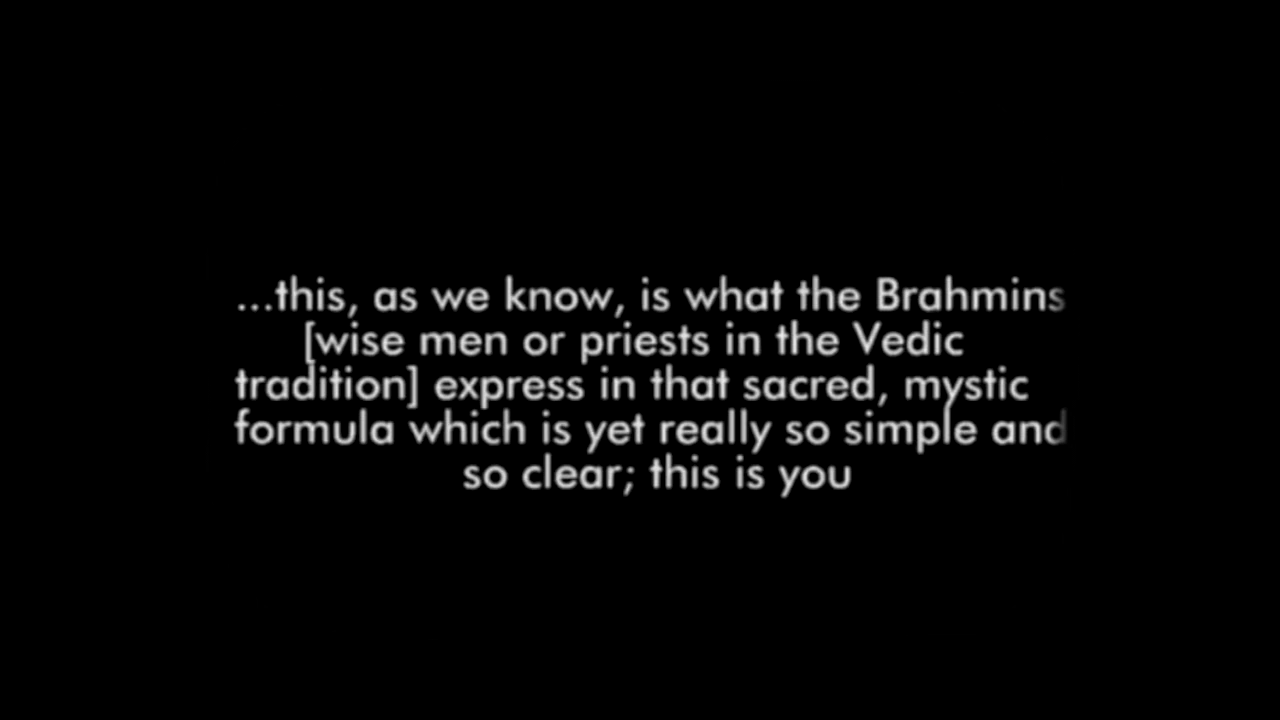 ...this, as we know, is what the Brahmins
[wise men or priests in the Vedic
tradition] express in that sacred, mystic
formula which is yet really so simple and
so clear; this is you